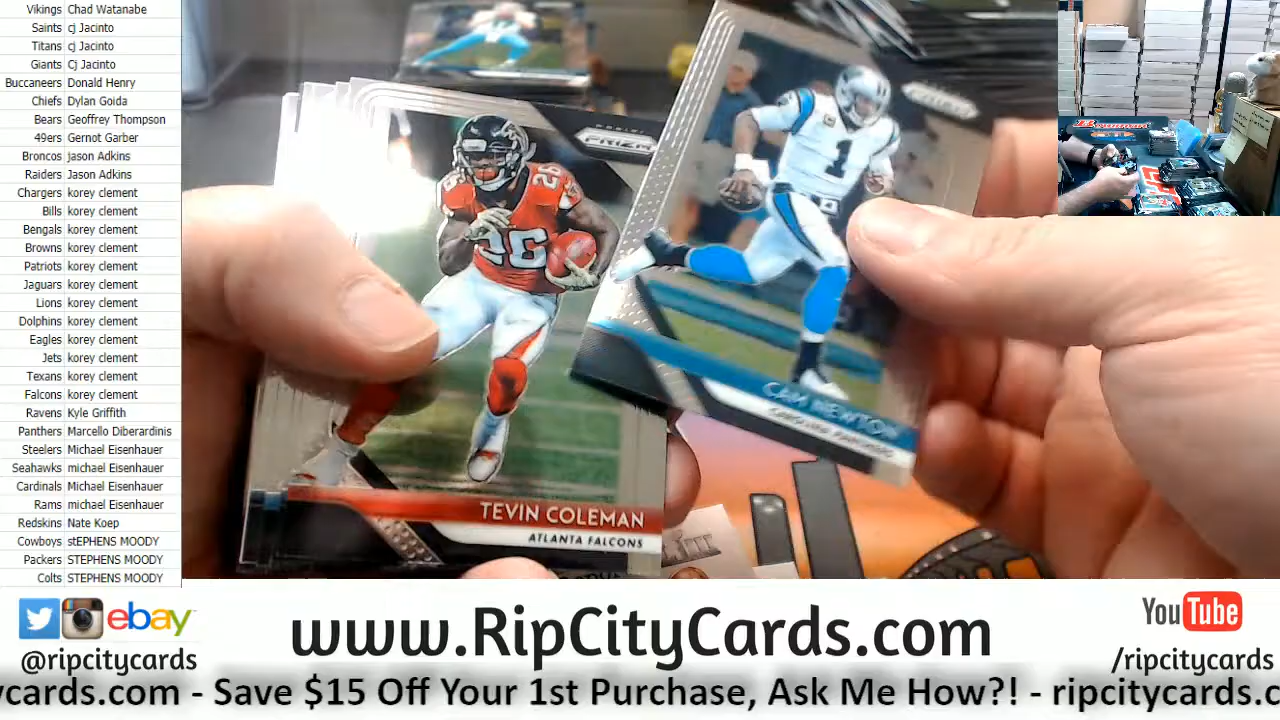 Vikings Chad Watanabe
Saints cj Jacinto
Titans cj Jacinto
Giants Cj Jacinto
Buccaneers Donald Henry
Chiefs Dylan Goida
Bears Geoffrey Thompson
49ers Gernot Garber
Broncos jason Adkins
Raiders Jason Adkins
Chargers korey clement
Bills korey clement
Bengals korey clement
Browns korey clement
Patriots korey clement
Jaguars korey clement
Lions korey clement
Dolphins korey clement
Eagles korey clement
Jets korey clement
Texans korey clement
Falcons korey clement
Ravens Kyle Griffith
Panthers Marcello Diberardinis
Steelers Michael Eisenhauer
Seahawks michael Eisenhauer
Cardinals Michael Eisenhauer
Rams michael Eisenhauer
Redskins Nate Koep
Cowboys stEPHENS MOODY
Packers STEPHENS MOODY
Colts STEPHENS MOODY
PRIZM
26
TEVIN COLEMAN
ATLANTA FALCONS
1
CAM NEWTON
CAROLINA PANTHERS
ebay
@ripcitycards
www.RipCityCards.com
YouTube
/ripcitycards
ycards.com - Save $15 Off Your 1st Purchase, Ask Me How?! - ripcitycards.c